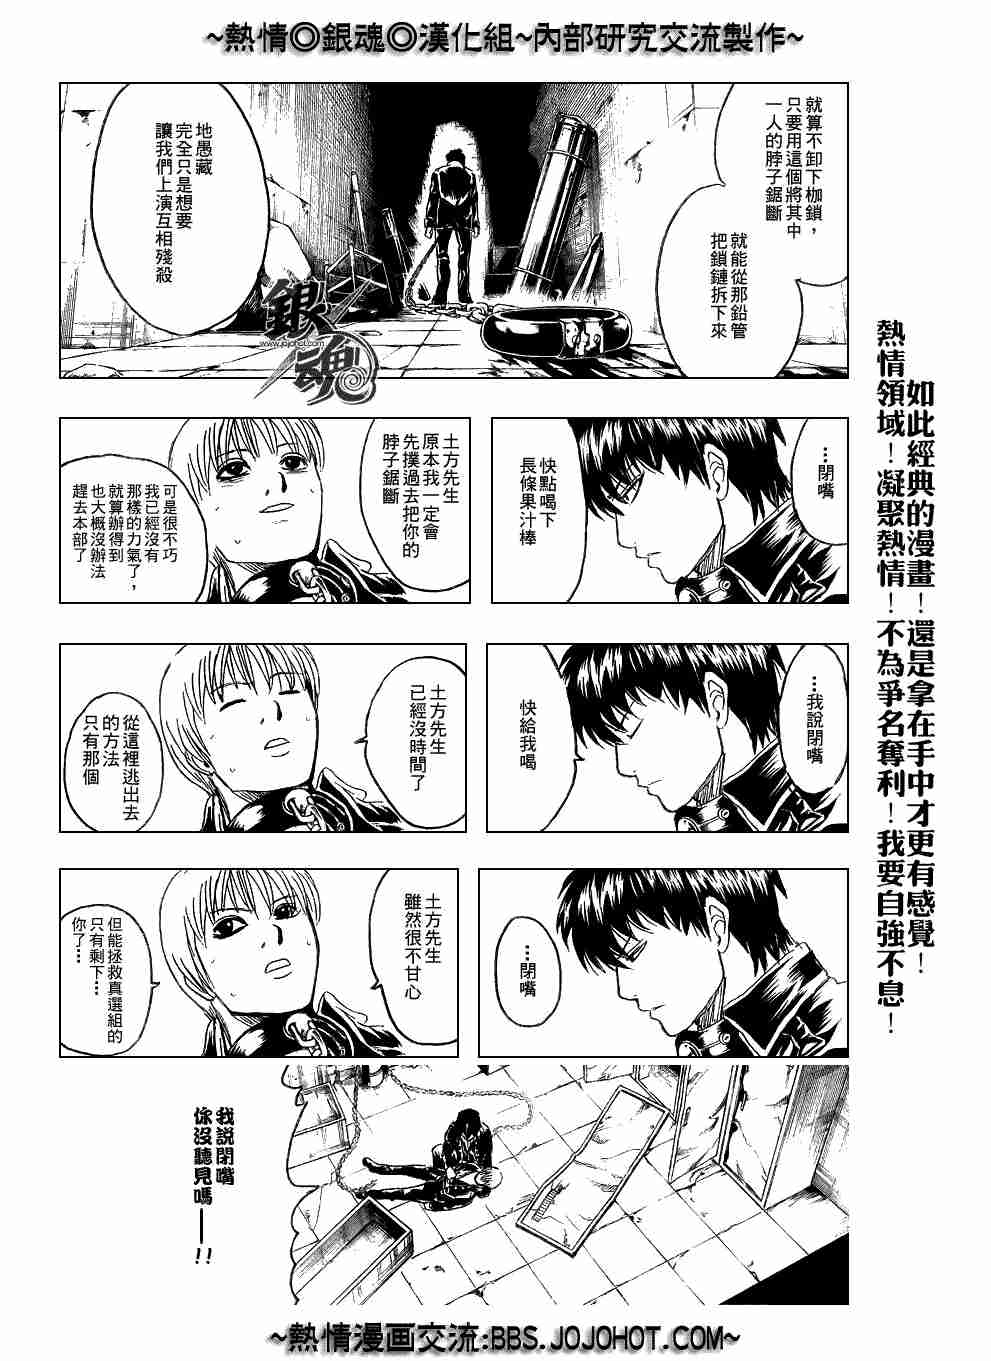 ~熱情◎銀魂◎漢化組~內部研究交流製作~
就算不卸下枷鎖，
只要用這個將其中
一人的脖子鋸斷
就能從那鉛管
把鎖鏈拆下來
地愚藏
完全只是想要
讓我們上演互相殘殺
銀魂
www.jojohot.com
…閉嘴
快點喝下
長條果汁棒
土方先生
原本我一定會
先撲過去把你的
脖子鋸斷
可是很不巧
我已經沒有
那樣的力氣了，
就算辦得到
也大概沒辦法
趕去本部了
…我說閉嘴
快給我喝
土方先生
已經沒時間了
從這裡逃出去
的方法
只有那個
…閉嘴
土方先生
雖然很不甘心
但能拯救真選組的
只有剩下…
你了…
我說閉嘴
你沒聽見嗎——!!
如此經典的漫畫！還是拿在手中才更有感覺！
熱情領域！凝聚熱情！不為爭名奪利！我要自強不息！
~熱情漫画交流:BBS.JOJOHOT.COM~